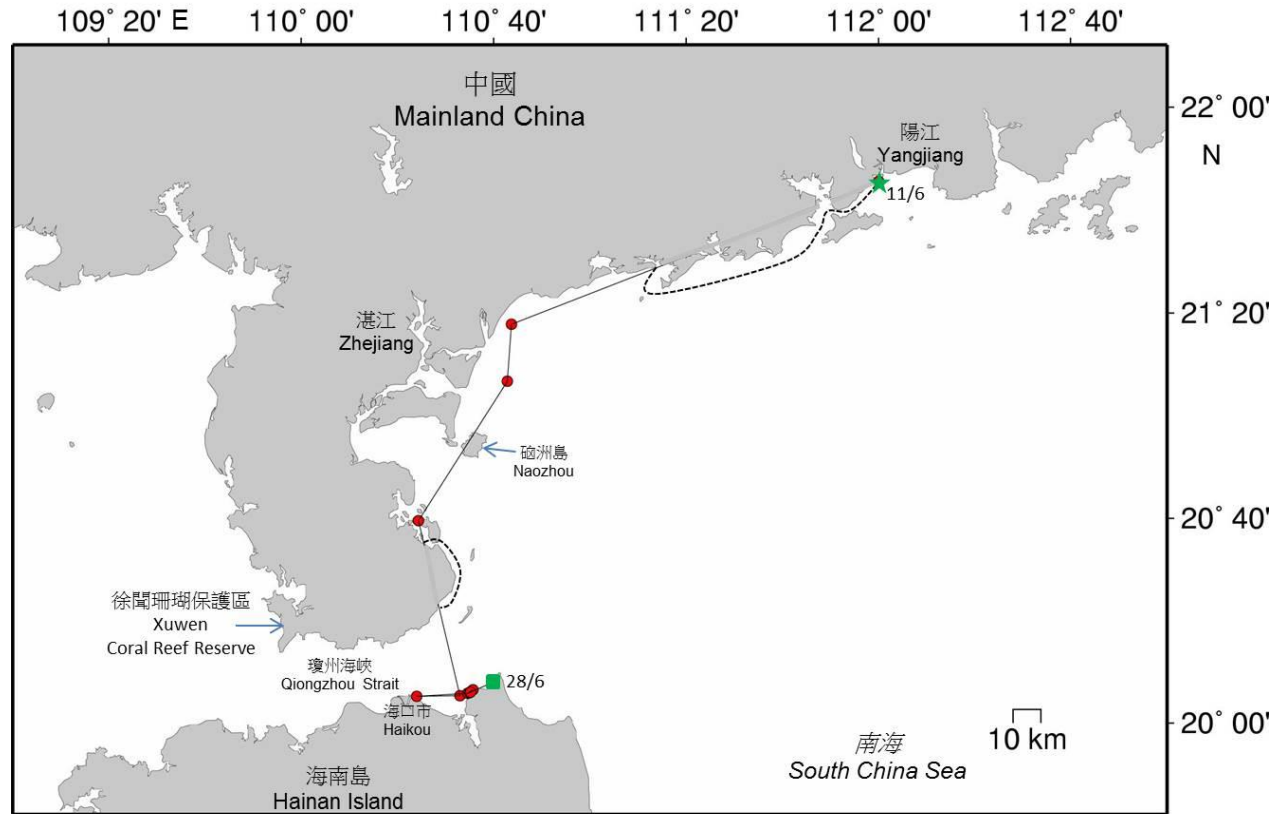 109° 20' E
110° 00'
110° 40'
111° 20'
112° 00'
112° 40'
中國
Mainland China
22° 00'
N
陽江
Yangjiang
11/6
湛江
Zhejiang
21° 20'
硇洲島
Naozhou
20° 40'
徐聞珊瑚保護區
Xuwen
Coral Reef Reserve
瓊州海峽
Qiongzhou Strait
28/6
海口市
Haikou
20° 00'
10 km
南海
South China Sea
海南島
Hainan Island